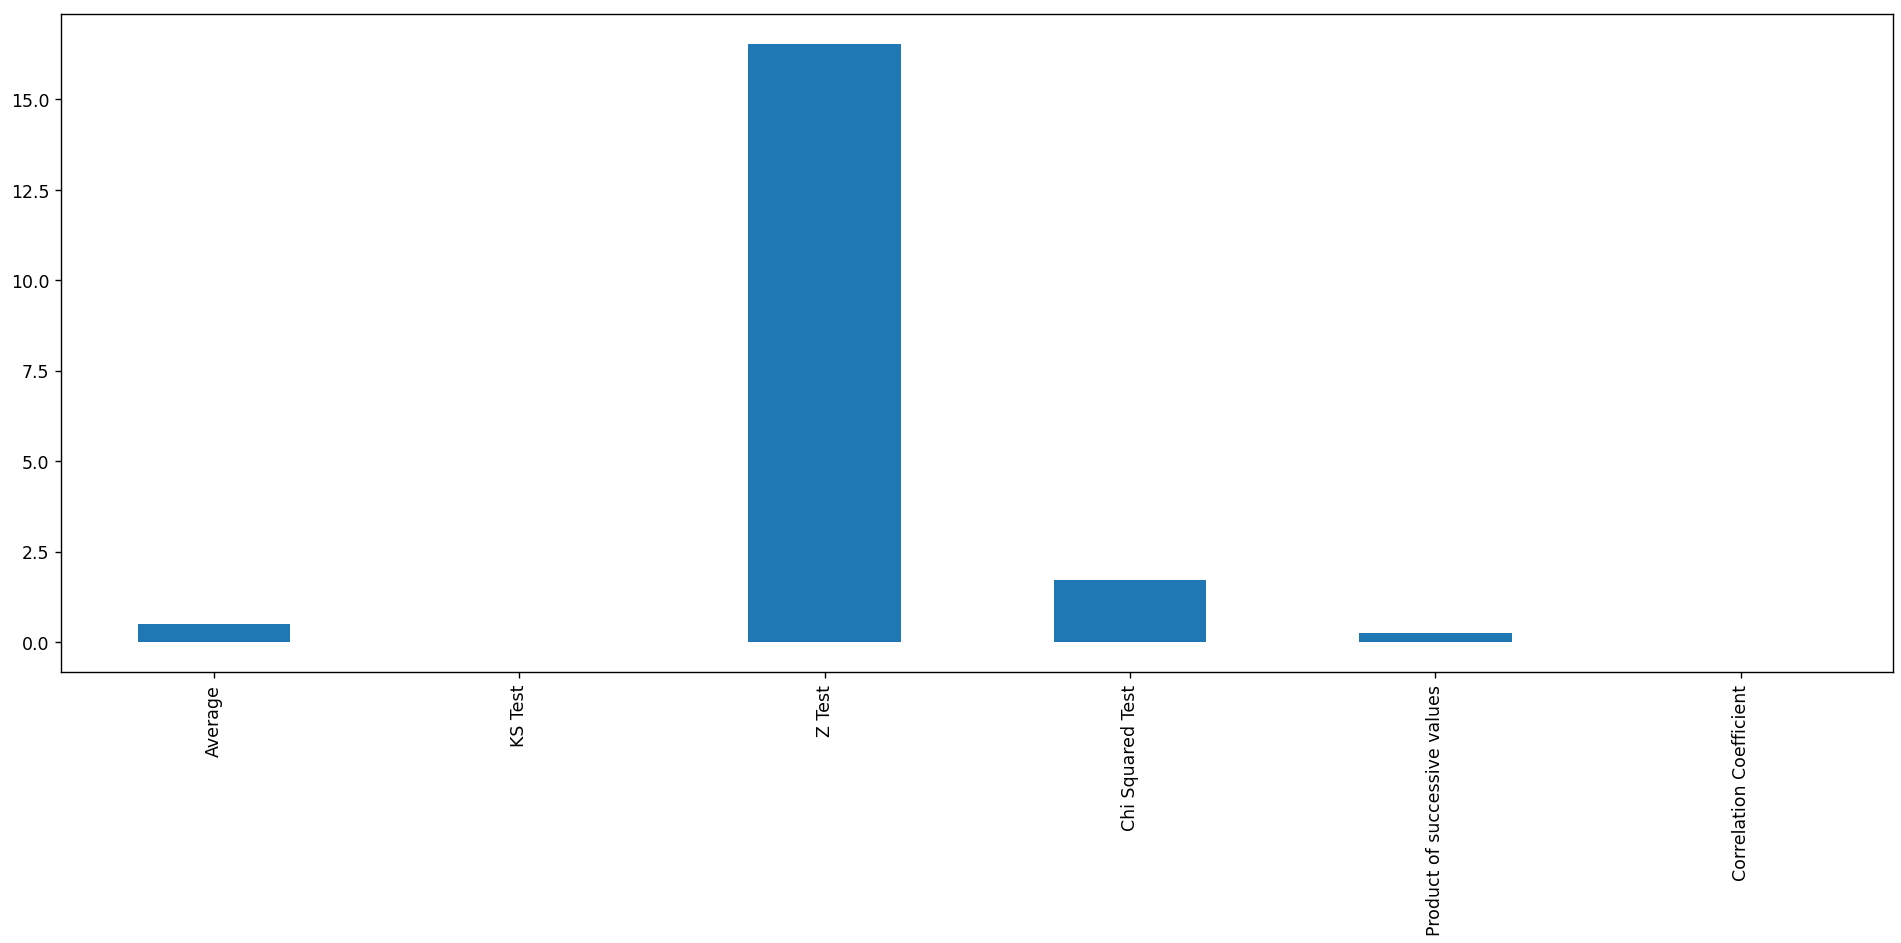 15.0
12.5
10.0
7.5
5.0
2.5
0.0
Average
KS Test
Z Test
Chi Squared Test
Product of successive values
Correlation Coefficient